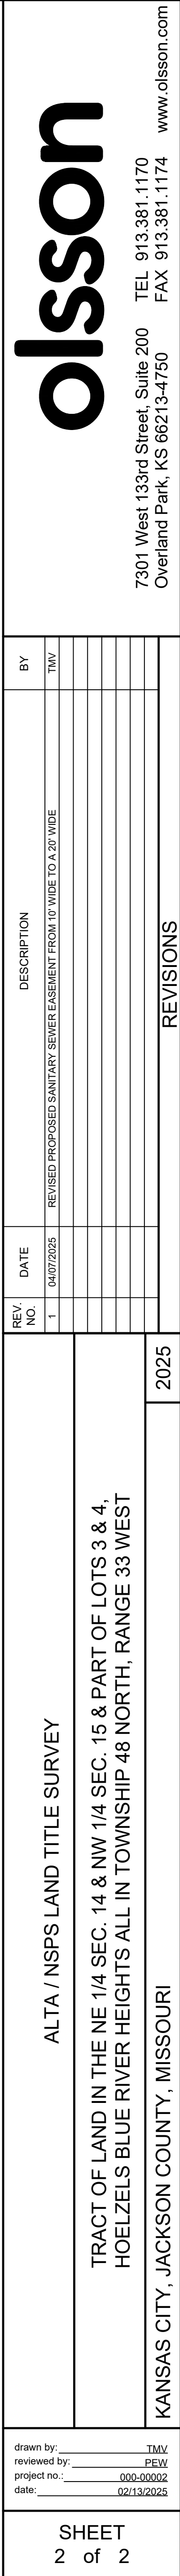 olsson
7301 West 133rd Street, Suite 200 TEL 913.381.1170
Overland Park, KS 66213-4750 FAX 913.381.1174 www.olsson.com
REV. NO. DATE DESCRIPTION BY
1 04/07/2025 REVISED PROPOSED SANITARY SEWER EASEMENT FROM 10' WIDE TO A 20' WIDE TMV
REVISIONS
2025
ALTA / NSPS LAND TITLE SURVEY
TRACT OF LAND IN THE NE 1/4 SEC. 14 & NW 1/4 SEC. 15 & PART OF LOTS 3 & 4,
HOELZELS BLUE RIVER HEIGHTS ALL IN TOWNSHIP 48 NORTH, RANGE 33 WEST
KANSAS CITY, JACKSON COUNTY, MISSOURI
drawn by: TMV
reviewed by: PEW
project no.: 000-00002
date: 02/13/2025
SHEET
2 of 2